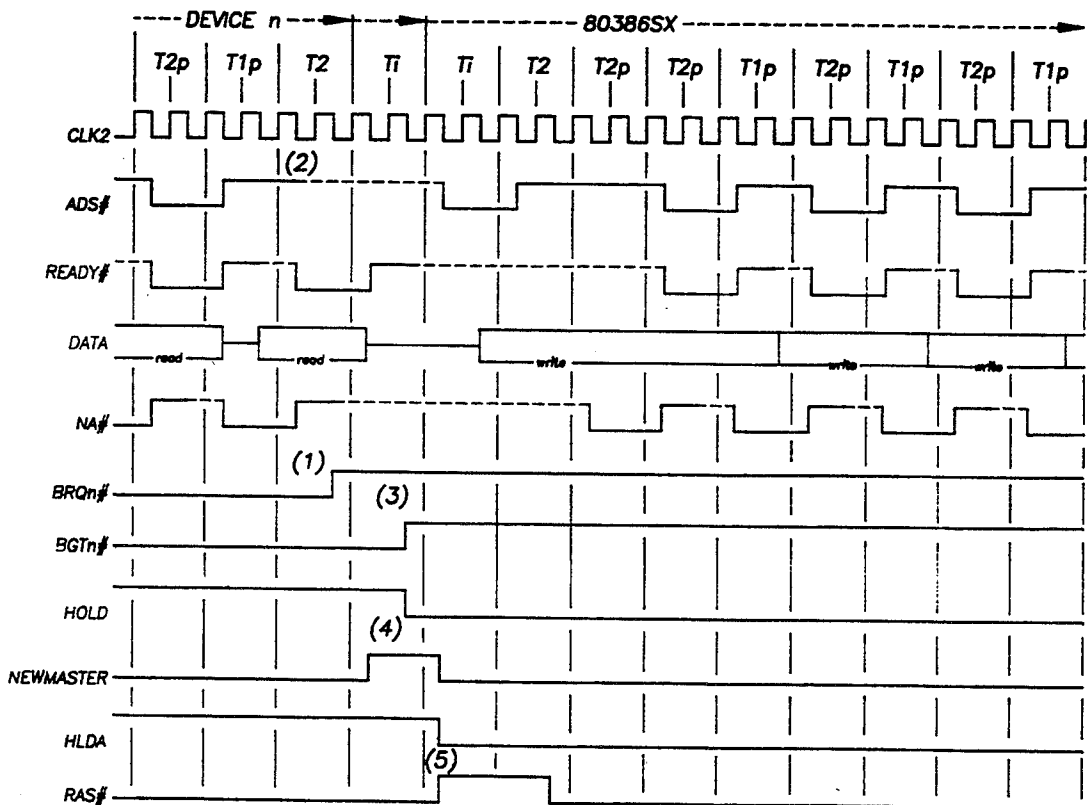 DEVICE n
80386SX
T2p T1p T2 Ti Ti T2 T2p T2p T1p T2p T1p T2p T1p
CLK2
(2)
ADS#
READY#
DATA
read read write write write
NA#
(1)
BRQn#
(3)
BGTn#
HOLD
(4)
NEWMASTER
HLDA
(5)
RAS#